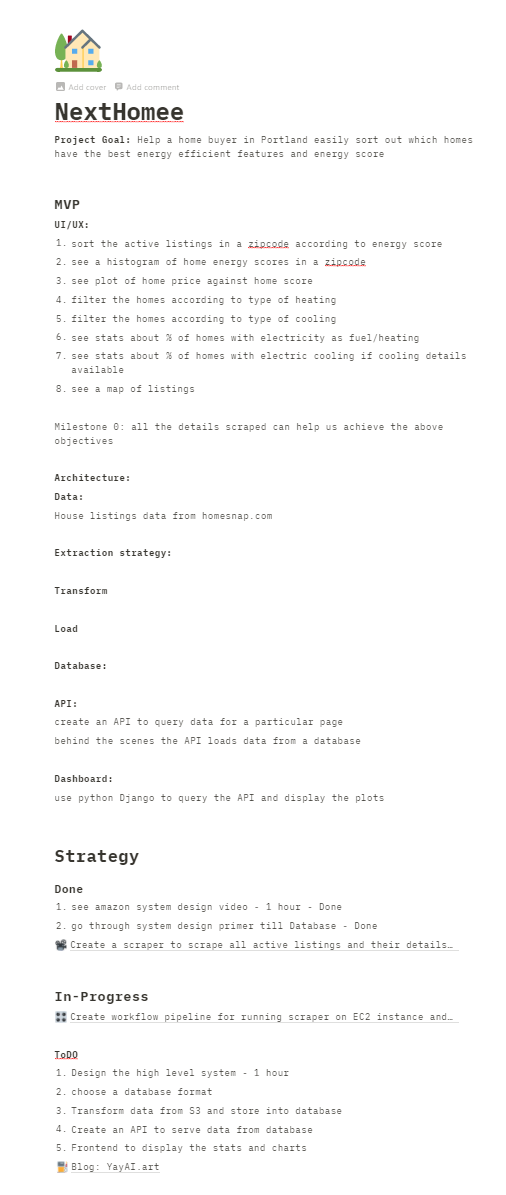 Add cover Add comment
NextHomee
Project Goal: Help a home buyer in Portland easily sort out which homes
have the best energy efficient features and energy score
MVP
UI/UX:
1. sort the active listings in a zipcode according to energy score
2. see a histogram of home energy scores in a zipcode
3. see plot of home price against home score
4. filter the homes according to type of heating
5. filter the homes according to type of cooling
6. see stats about % of homes with electricity as fuel/heating
7. see stats about % of homes with electric cooling if cooling details
available
8. see a map of listings
Milestone 0: all the details scraped can help us achieve the above
objectives
Architecture:
Data:
House listings data from homesnap.com
Extraction strategy:
Transform
Load
Database:
API:
create an API to query data for a particular page
behind the scenes the API loads data from a database
Dashboard:
use python Django to query the API and display the plots
Strategy
Done
1. see amazon system design video - 1 hour - Done
2. go through system design primer till Database - Done
Create a scraper to scrape all active listings and their details…
In-Progress
Create workflow pipeline for running scraper on EC2 instance and…
ToDO
1. Design the high level system - 1 hour
2. choose a database format
3. Transform data from S3 and store into database
4. Create an API to serve data from database
5. Frontend to display the stats and charts
Blog: YayAI.art